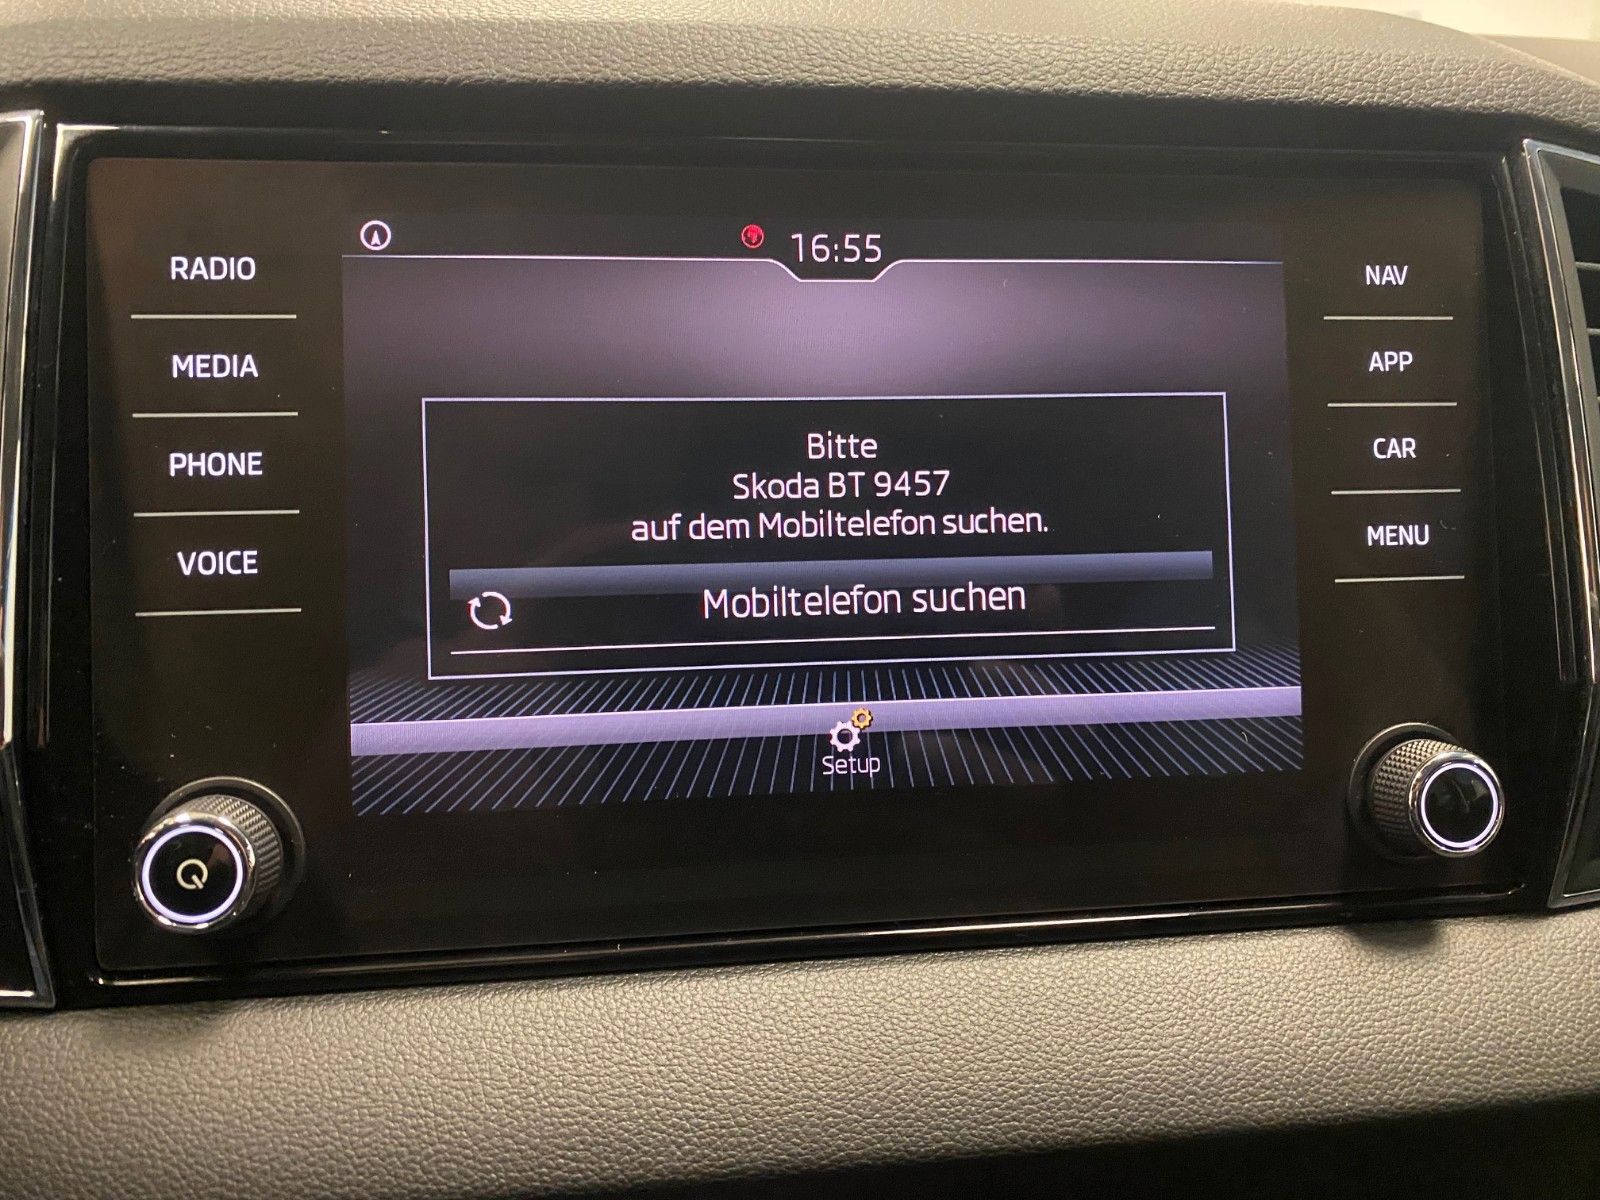 16:55
RADIO
MEDIA
PHONE
VOICE
Bitte
Skoda BT 9457
auf dem Mobiltelefon suchen.
Mobiltelefon suchen
Setup
NAV
APP
CAR
MENU